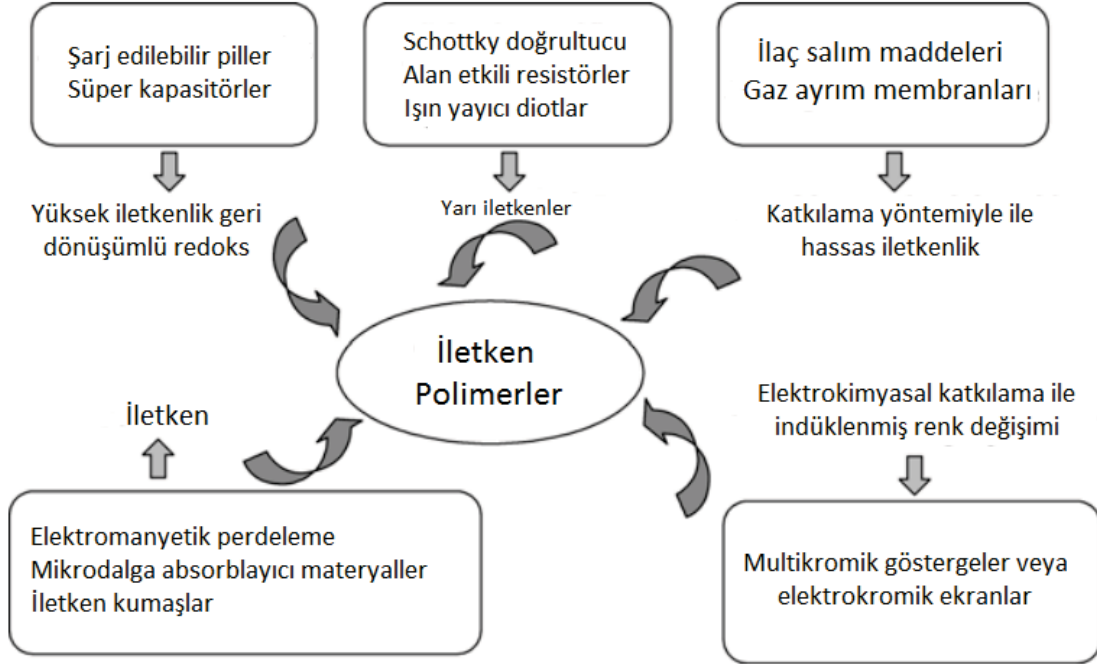 Şarj edilebilir piller
Süper kapasitörler
Schottky doğrultucu
Alan etkili resistörler
Işın yayıcı diotlar
İlaç salım maddeleri
Gaz ayrım membranları
Yüksek iletkenlik geri
dönüşümlü redoks
Yarı iletkenler
Katkılama yöntemiyle ile
hassas iletkenlik
İletken
Polimerler
İletken
Elektrokimyasal katkılama ile
indüklenmiş renk değişimi
Elektromanyetik perdeleme
Mikrodalga absorblayıcı materyaller
İletken kumaşlar
Multikromik göstergeler veya
elektrokromik ekranlar